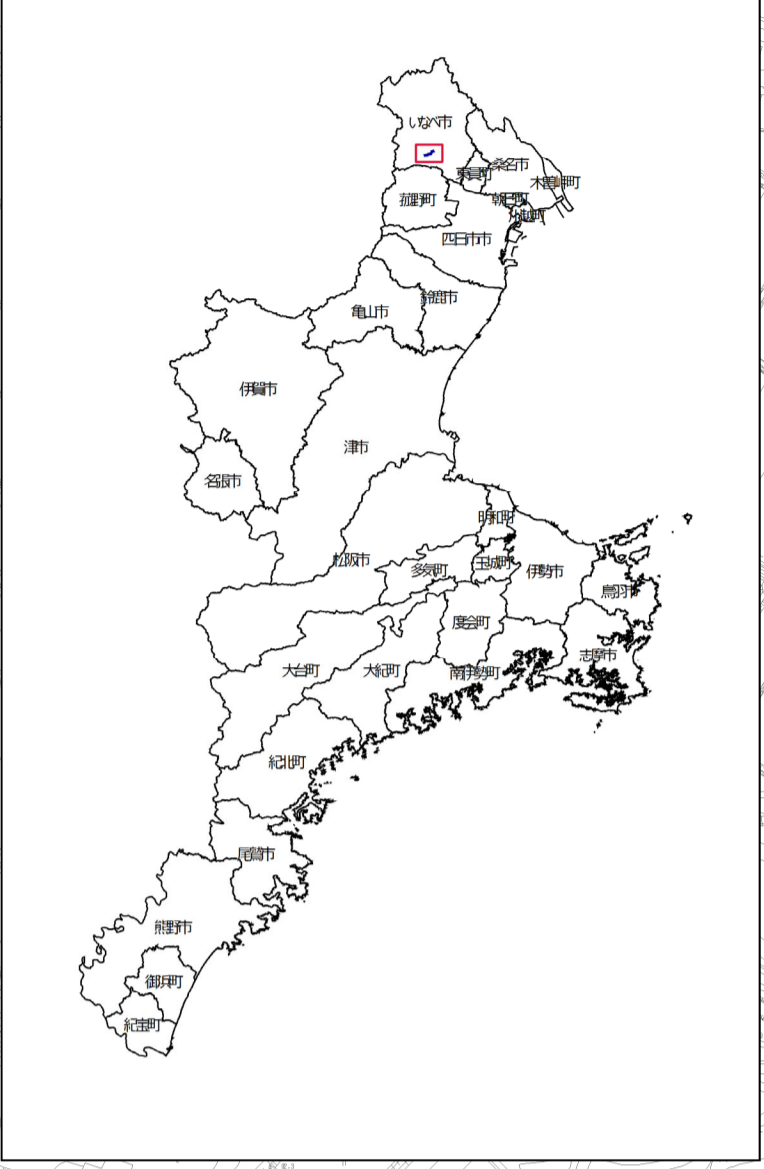 いなべ市
桑名市
東員町
木曽岬町
菰野町
朝日町
川越町
四日市市
鈴鹿市
亀山市
伊賀市
津市
名張市
明和町
松阪市
多気町
玉城町
伊勢市
鳥羽市
度会町
志摩市
大台町
大紀町
南伊勢町
紀北町
尾鷲市
熊野市
御浜町
紀宝町